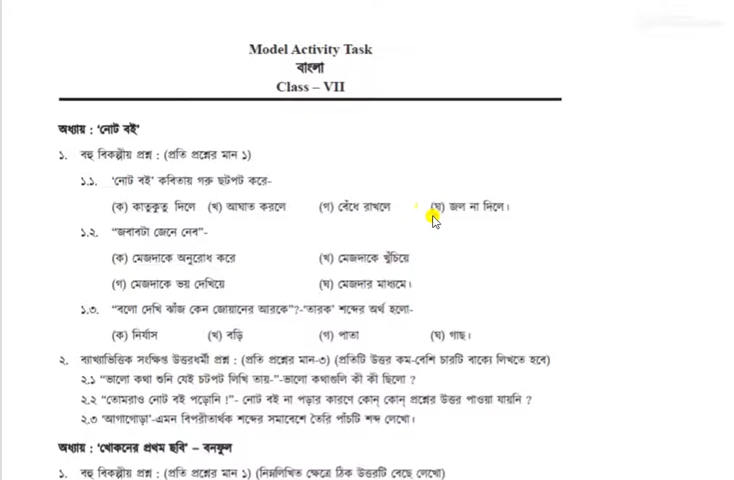 Model Activity Task
বাংলা
Class – VII
অধ্যায় : ‘নোট বই’
১. বহু বিকল্পীয় প্রশ্ন : (প্রতি প্রশ্নের মান ১)
১.১. ‘নোট বই’ কবিতায় গরু ছটপট করে-
(ক) কাতুকুতু দিলে (খ) আঘাত করলে (গ) বেঁধে রাখলে (ঘ) জল না দিলে।
১.২. “জবাবটা জেনে নেব”-
(ক) মেজদাকে অনুরোধ করে (খ) মেজদাকে খুঁচিয়ে
(গ) মেজদাকে ভয় দেখিয়ে (ঘ) মেজদার মাধ্যমে।
১.৩. “বলো দেখি ঝাঁজ কেন জোয়ানের আরকে”?-‘তারক’ শব্দের অর্থ হলো-
(ক) নির্যাস (খ) বড়ি (গ) পাতা (ঘ) গাছ।
২. ব্যাখ্যাভিত্তিক সংক্ষিপ্ত উত্তরধর্মী প্রশ্ন : (প্রতি প্রশ্নের মান-৩) (প্রতিটি উত্তর কম-বেশি চারটি বাক্যে লিখতে হবে)
২.১ “ভালো কথা শুনি যেই চটপট লিখি তায়-”-ভালো কথাগুলি কী কী ছিলো ?
২.২ “তোমরাও নোট বই পড়োনি !”- নোট বই না পড়ার কারণে কোন্ কোন্ প্রশ্নের উত্তর পাওয়া যায়নি ?
২.৩ ‘আগাগোড়া’-এমন বিপরীতার্থক শব্দের সমাবেশে তৈরি পাঁচটি শব্দ লেখো।
অধ্যায় : ‘খোকনের প্রথম ছবি’ – বনফুল
১. বহু বিকল্পীয় প্রশ্ন : (প্রতি প্রশ্নের মান ১) (নিম্নলিখিত ক্ষেত্রে ঠিক উত্তরটি বেছে লেখো)